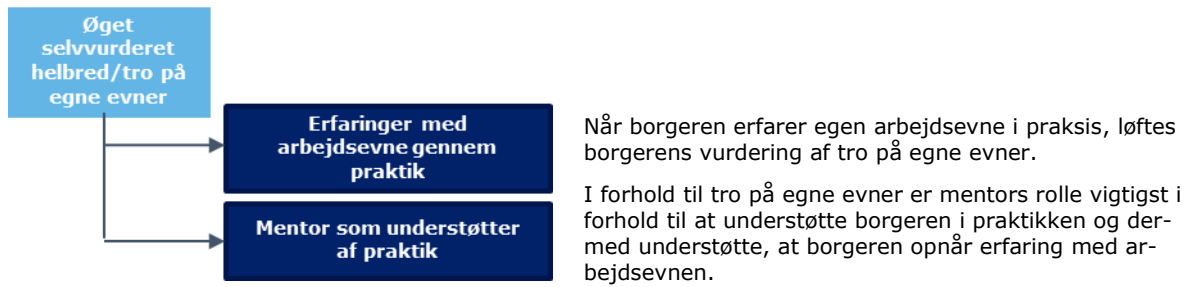 Øget
selvvurderet
helbred/tro på
egne evner
Erfaringer med
arbejdsevne gennem
praktik
Mentor som understøtter
af praktik
Når borgeren erfarer egen arbejdsevne i praksis, løftes
borgerens vurdering af tro på egne evner.
I forhold til tro på egne evner er mentors rolle vigtigst i
forhold til at understøtte borgeren i praktikken og der-
med understøtte, at borgeren opnår erfaring med ar-
bejdsevnen.